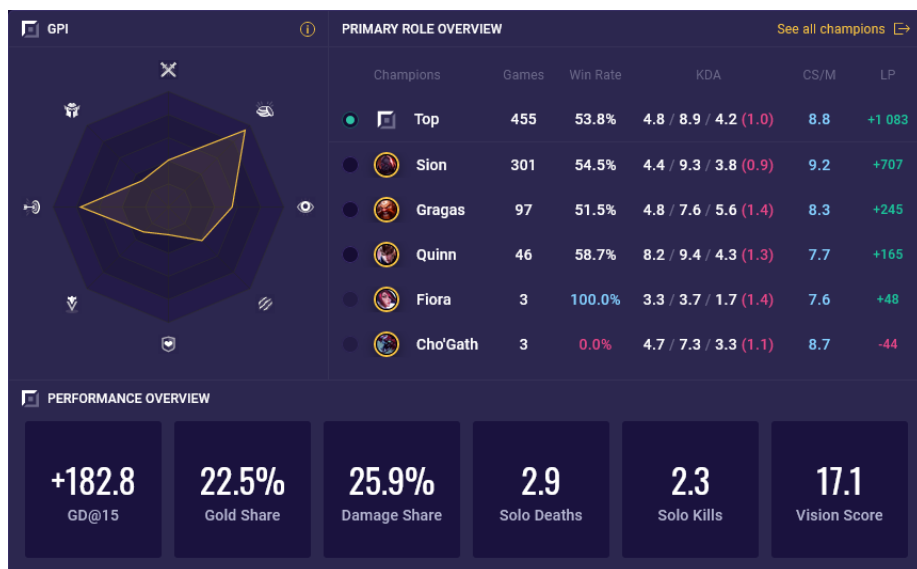 GPI
PRIMARY ROLE OVERVIEW See all champions
Champions Games Win Rate KDA CS/M LP
Top 455 53.8% 4.8 / 8.9 / 4.2 (1.0) 8.8 +1 083
Sion 301 54.5% 4.4 / 9.3 / 3.8 (0.9) 9.2 +707
Gragas 97 51.5% 4.8 / 7.6 / 5.6 (1.4) 8.3 +245
Quinn 46 58.7% 8.2 / 9.4 / 4.3 (1.3) 7.7 +165
Fiora 3 100.0% 3.3 / 3.7 / 1.7 (1.4) 7.6 +48
Cho'Gath 3 0.0% 4.7 / 7.3 / 3.3 (1.1) 8.7 -44
PERFORMANCE OVERVIEW
+182.8 22.5% 25.9% 2.9 2.3 17.1
GD@15 Gold Share Damage Share Solo Deaths Solo Kills Vision Score